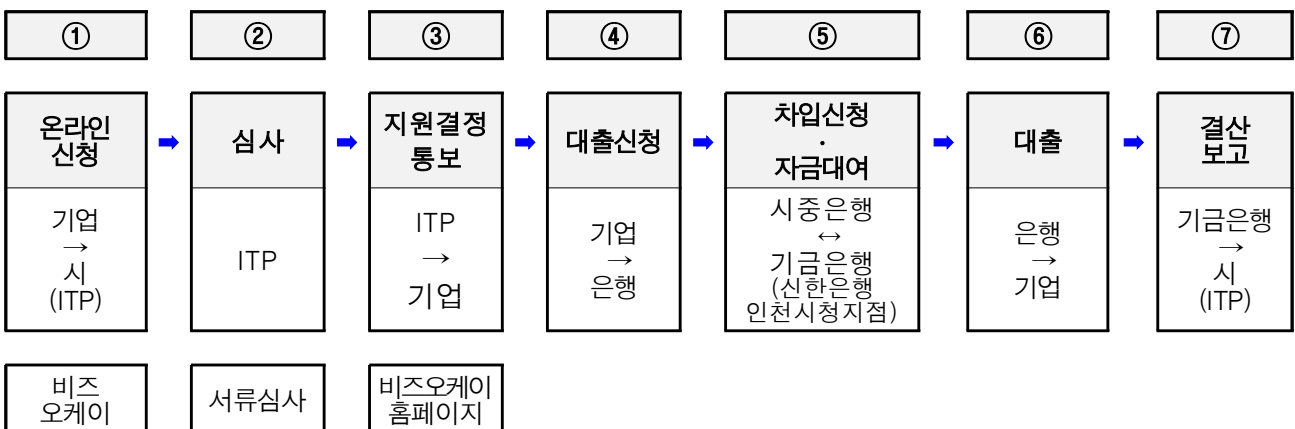 ① ② ③ ④ ⑤ ⑥ ⑦
온라인
신청
➡
심사
➡
지원결정
통보
➡
대출신청
➡
차입신청
·
자금대여
➡
대출
➡
결산
보고
기업
→
시
(ITP)
ITP
ITP
→
기업
기업
→
은행
시중은행
↔
기금은행
(신한은행
인천시청지점)
은행
→
기업
기금은행
→
시
(ITP)
비즈
오케이
서류심사
비즈오케이
홈페이지